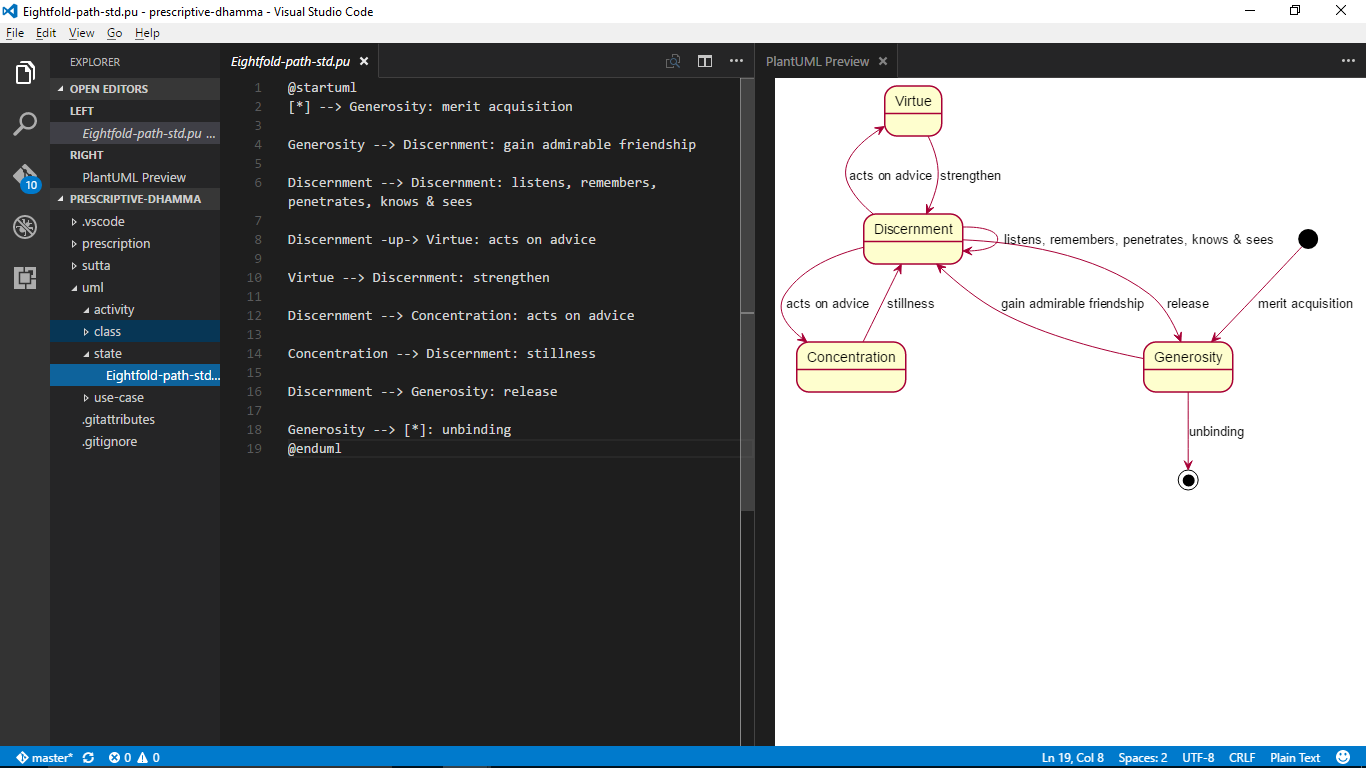 Eightfold-path-std.pu - prescriptive-dhamma - Visual Studio Code
File Edit View Go Help
EXPLORER
OPEN EDITORS
LEFT
Eightfold-path-std.pu ...
RIGHT
PlantUML Preview
PRESCRIPTIVE-DHAMMA
.vscode
prescription
sutta
uml
activity
class
state
Eightfold-path-std...
use-case
.gitattributes
.gitignore
10
Eightfold-path-std.pu
1 @startuml
2 [*] --> Generosity: merit acquisition
3
4 Generosity --> Discernment: gain admirable friendship
5
6 Discernment --> Discernment: listens, remembers,
penetrates, knows & sees
7
8 Discernment -up-> Virtue: acts on advice
9
10 Virtue --> Discernment: strengthen
11
12 Discernment --> Concentration: acts on advice
13
14 Concentration --> Discernment: stillness
15
16 Discernment --> Generosity: release
17
18 Generosity --> [*]: unbinding
19 @enduml
PlantUML Preview
Virtue
acts on advice strengthen
Discernment
listens, remembers, penetrates, knows & sees
acts on advice stillness gain admirable friendship release merit acquisition
Concentration Generosity
unbinding
master* 0 0 Ln 19, Col 8 Spaces: 2 UTF-8 CRLF Plain Text